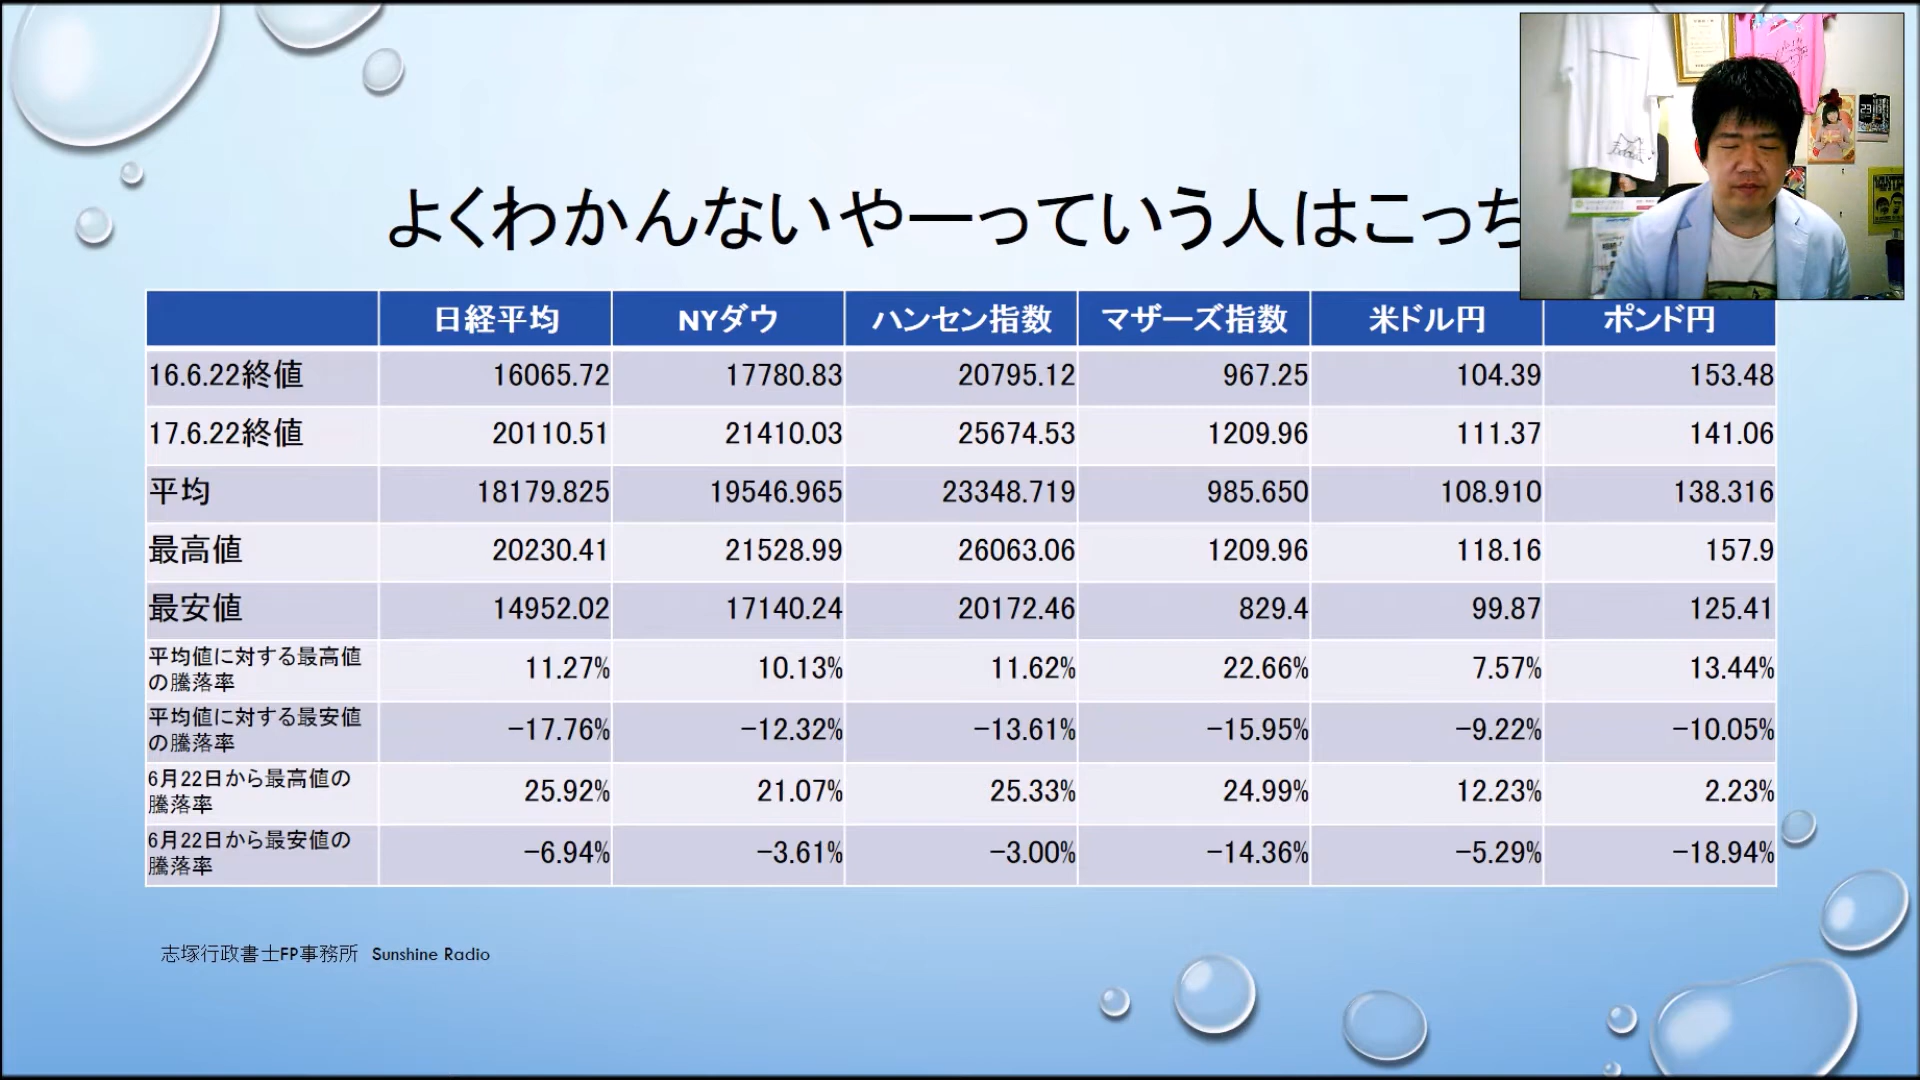 よくわかんないやーっていう人はこっち
日経平均 NYダウ ハンセン指数 マザーズ指数 米ドル円 ポンド円
16.6.22終値 16065.72 17780.83 20795.12 967.25 104.39 153.48
17.6.22終値 20110.51 21410.03 25674.53 1209.96 111.37 141.06
平均 18179.825 19546.965 23348.719 985.650 108.910 138.316
最高値 20230.41 21528.99 26063.06 1209.96 118.16 157.9
最安値 14952.02 17140.24 20172.46 829.4 99.87 125.41
平均値に対する最高値
の騰落率 11.27% 10.13% 11.62% 22.66% 7.57% 13.44%
平均値に対する最安値
の騰落率 −17.76% −12.32% −13.61% −15.95% −9.22% −10.05%
6月22日から最高値の
騰落率 25.92% 21.07% 25.33% 24.99% 12.23% 2.23%
6月22日から最安値の
騰落率 −6.94% −3.61% −3.00% −14.36% −5.29% −18.94%
志塚行政書士FP事務所 Sunshine Radio
23